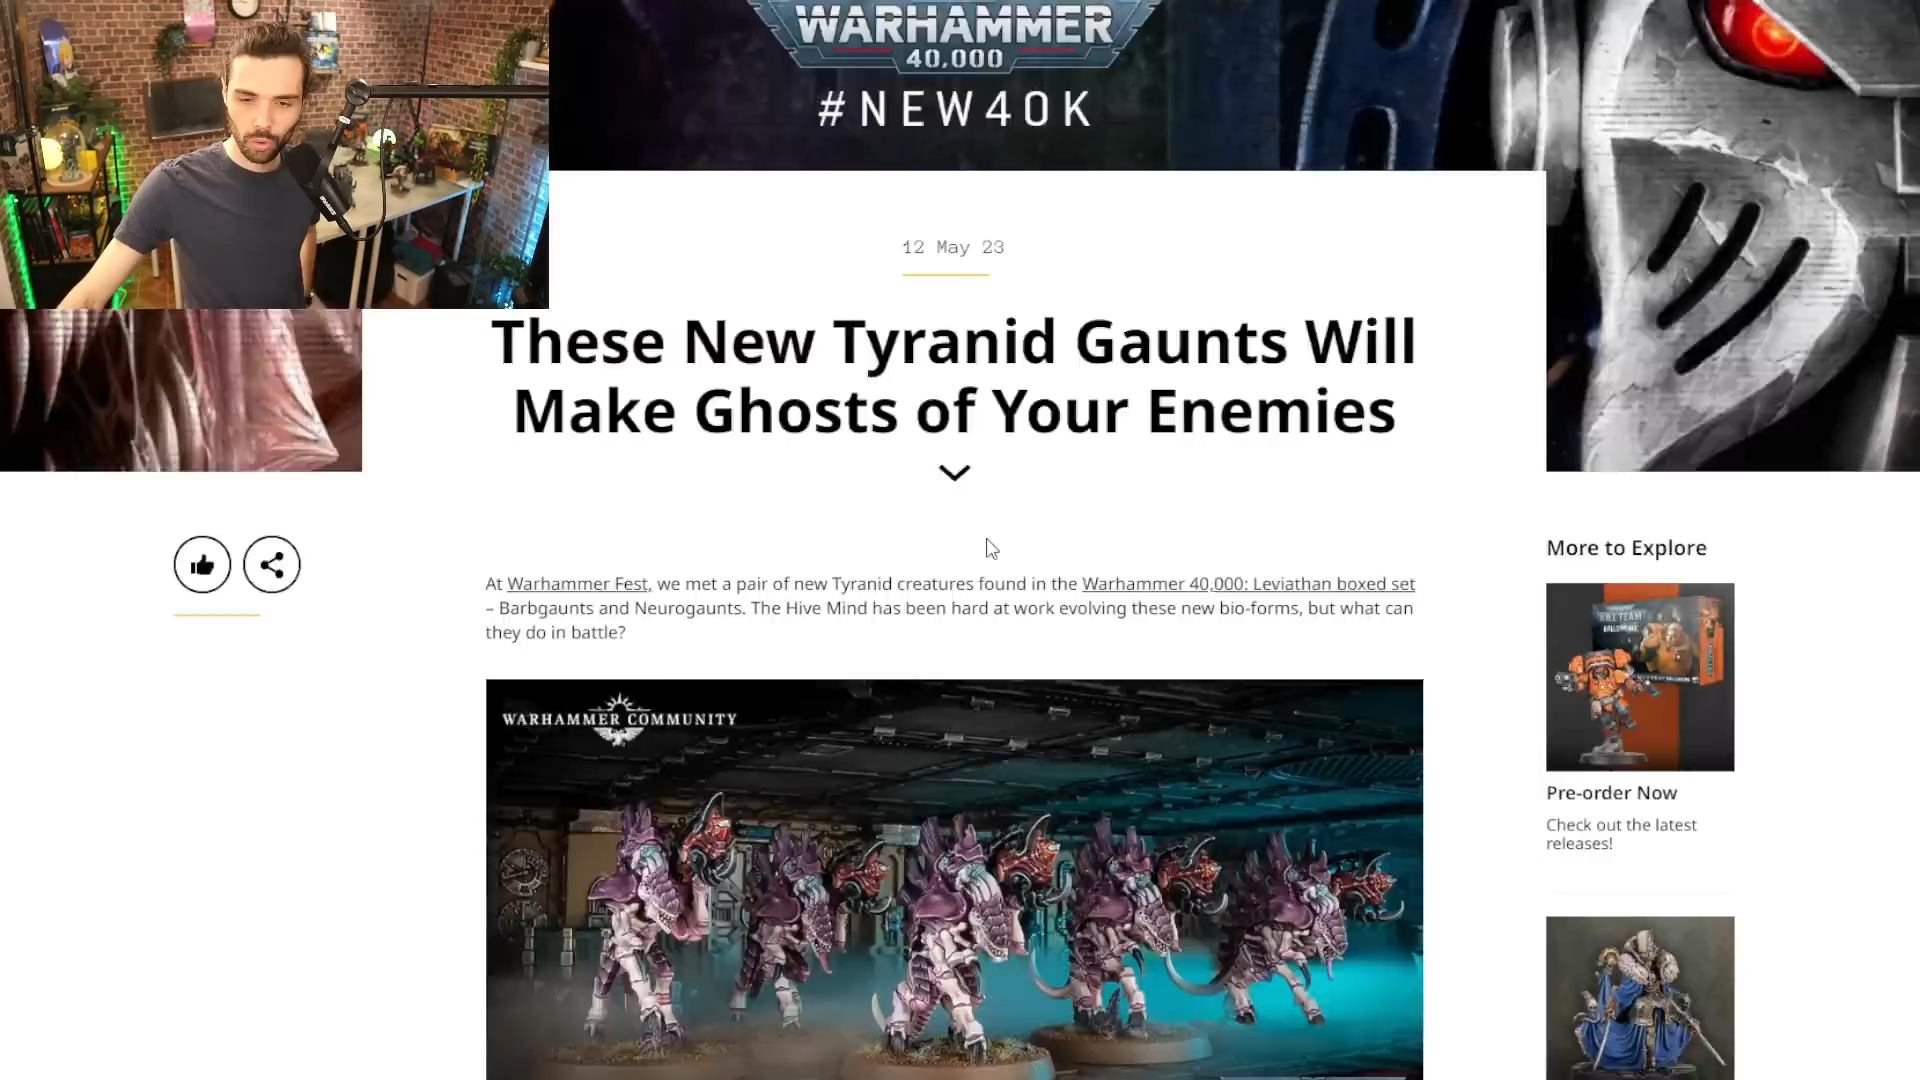 WARHAMMER
40,000
#NEW40K
12 May 23
These New Tyranid Gaunts Will
Make Ghosts of Your Enemies
At Warhammer Fest, we met a pair of new Tyranid creatures found in the Warhammer 40,000: Leviathan boxed set
– Barbgaunts and Neurogaunts. The Hive Mind has been hard at work evolving these new bio-forms, but what can
they do in battle?
WARHAMMER COMMUNITY
More to Explore
KILL TEAM
Pre-order Now
Check out the latest
releases!